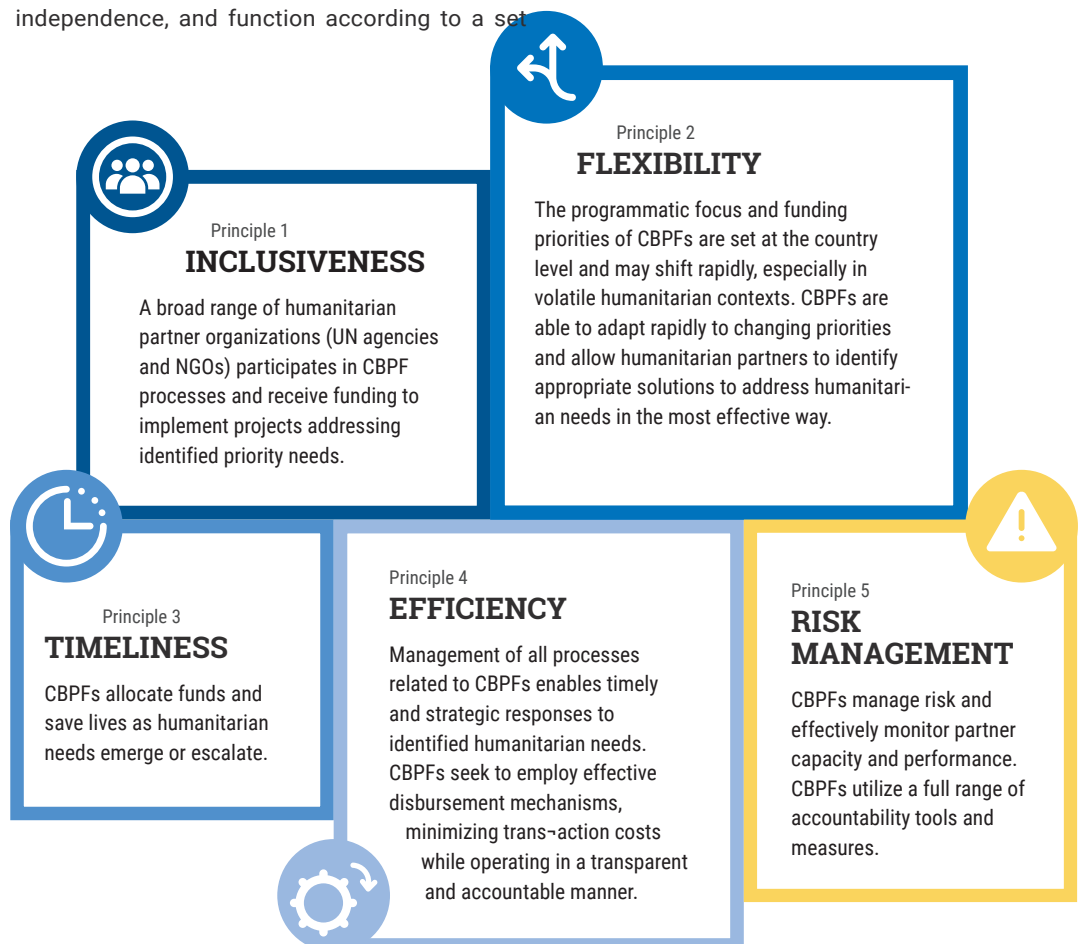 independence, and function according to a set
Principle 1
INCLUSIVENESS
A broad range of humanitarian
partner organizations (UN agencies
and NGOs) participates in CBPF
processes and receive funding to
implement projects addressing
identified priority needs.
Principle 2
FLEXIBILITY
The programmatic focus and funding
priorities of CBPFs are set at the country
level and may shift rapidly, especially in
volatile humanitarian contexts. CBPFs are
able to adapt rapidly to changing priorities
and allow humanitarian partners to identify
appropriate solutions to address humanitari-
an needs in the most effective way.
Principle 3
TIMELINESS
CBPFs allocate funds and
save lives as humanitarian
needs emerge or escalate.
Principle 4
EFFICIENCY
Management of all processes
related to CBPFs enables timely
and strategic responses to
identified humanitarian needs.
CBPFs seek to employ effective
disbursement mechanisms,
minimizing trans¬action costs
while operating in a transparent
and accountable manner.
Principle 5
RISK
MANAGEMENT
CBPFs manage risk and
effectively monitor partner
capacity and performance.
CBPFs utilize a full range of
accountability tools and
measures.